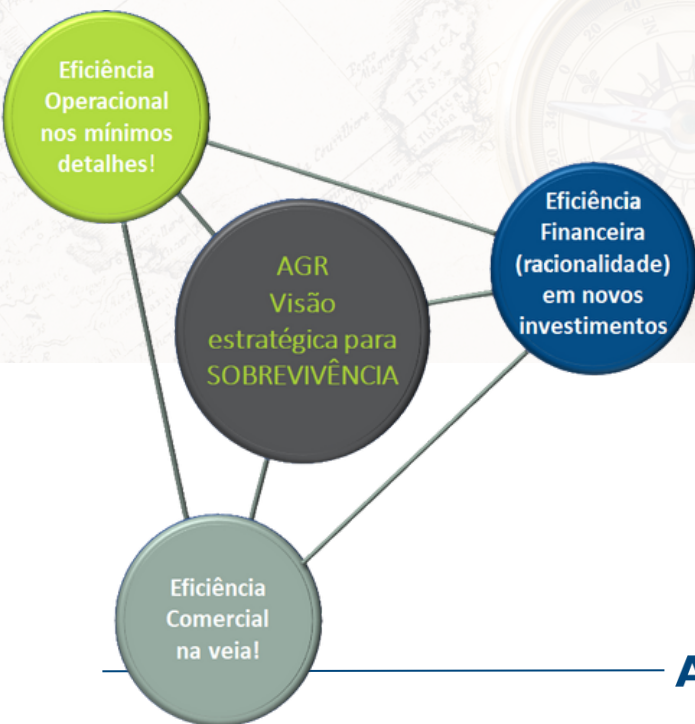 Eficiência
Operacional
nos mínimos
detalhes!
Eficiência
Financeira
(racionalidade)
em novos
investimentos
AGR
Visão
estratégica para
SOBREVIVÊNCIA
Eficiência
Comercial
na veia!
A